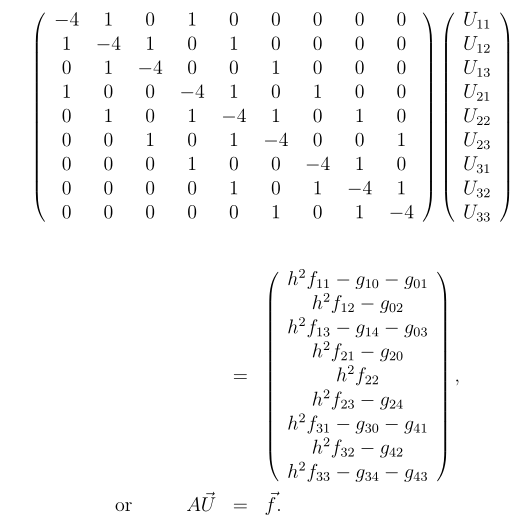 −4 1 0 1 0 0 0 0 0 U₁₁
1 −4 1 0 1 0 0 0 0 U₁₂
0 1 −4 0 0 1 0 0 0 U₁₃
1 0 0 −4 1 0 1 0 0 U₂₁
0 1 0 1 −4 1 0 1 0 U₂₂
0 0 1 0 1 −4 0 0 1 U₂₃
0 0 0 1 0 0 −4 1 0 U₃₁
0 0 0 0 1 0 1 −4 1 U₃₂
0 0 0 0 0 1 0 1 −4 U₃₃
h²f₁₁ − g₁₀ − g₀₁
h²f₁₂ − g₀₂
h²f₁₃ − g₁₄ − g₀₃
h²f₂₁ − g₂₀
= h²f₂₂ ,
h²f₂₃ − g₂₄
h²f₃₁ − g₃₀ − g₄₁
h²f₃₂ − g₄₂
h²f₃₃ − g₃₄ − g₄₃
or AU⃗ = f⃗.